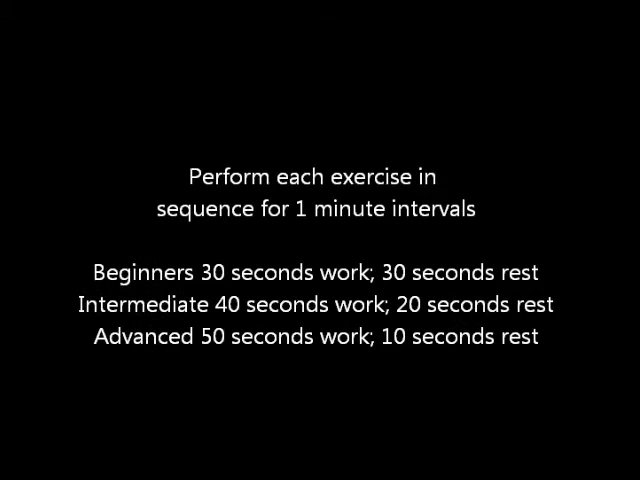 Perform each exercise in
sequence for 1 minute intervals
Beginners 30 seconds work; 30 seconds rest
Intermediate 40 seconds work; 20 seconds rest
Advanced 50 seconds work; 10 seconds rest